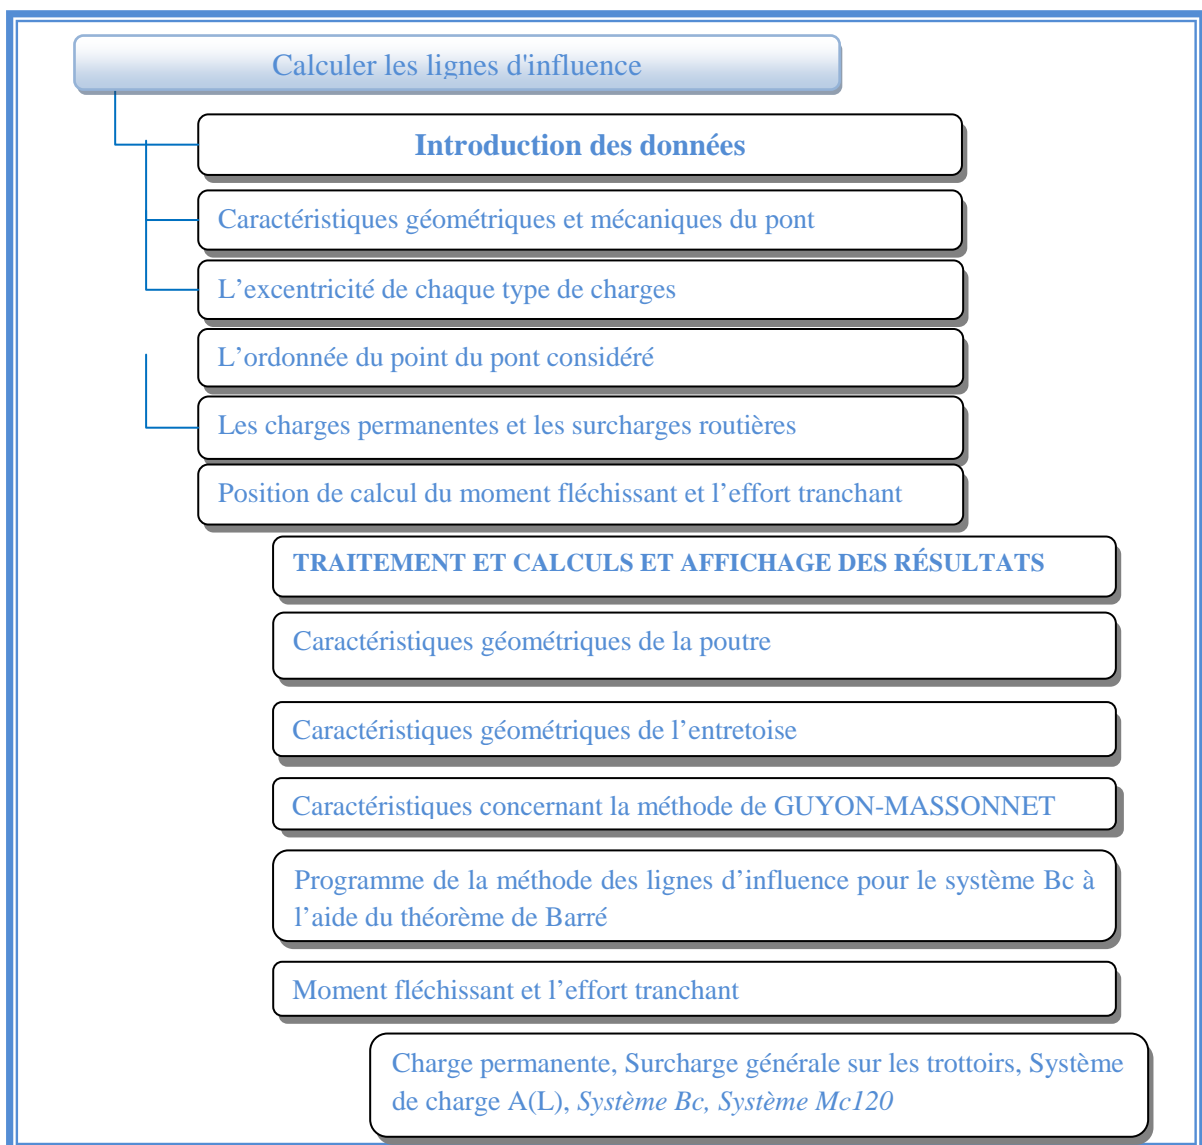 Calculer les lignes d'influence
Introduction des données
Caractéristiques géométriques et mécaniques du pont
L’excentricité de chaque type de charges
L’ordonnée du point du pont considéré
Les charges permanentes et les surcharges routières
Position de calcul du moment fléchissant et l’effort tranchant
TRAITEMENT ET CALCULS ET AFFICHAGE DES RÉSULTATS
Caractéristiques géométriques de la poutre
Caractéristiques géométriques de l’entretoise
Caractéristiques concernant la méthode de GUYON-MASSONNET
Programme de la méthode des lignes d’influence pour le système Bc à
l’aide du théorème de Barré
Moment fléchissant et l’effort tranchant
Charge permanente, Surcharge générale sur les trottoirs, Système
de charge A(L), Système Bc, Système Mc120